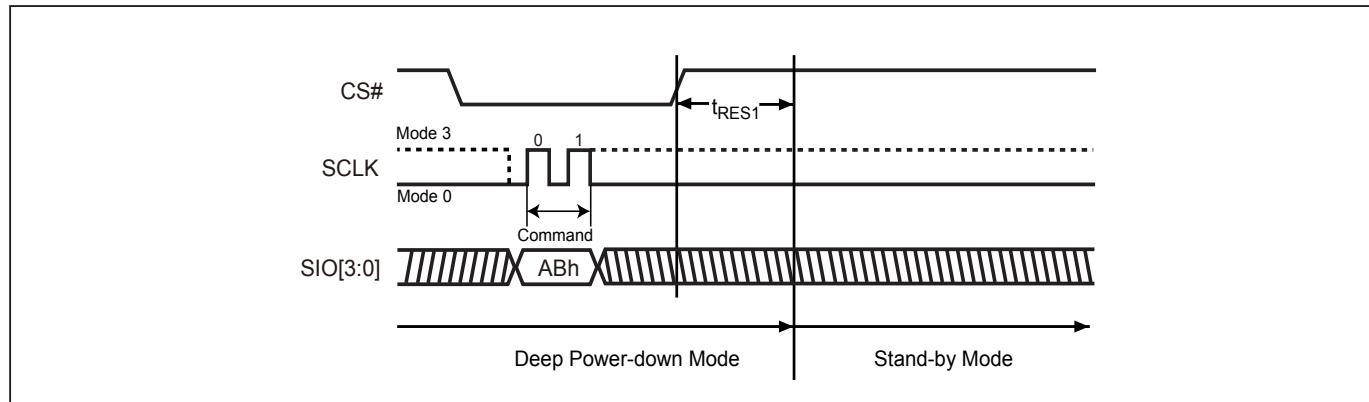 CS#
tRES1
Mode 3
0 1
SCLK
Mode 0
Command
SIO[3:0]
ABh
Deep Power-down Mode
Stand-by Mode